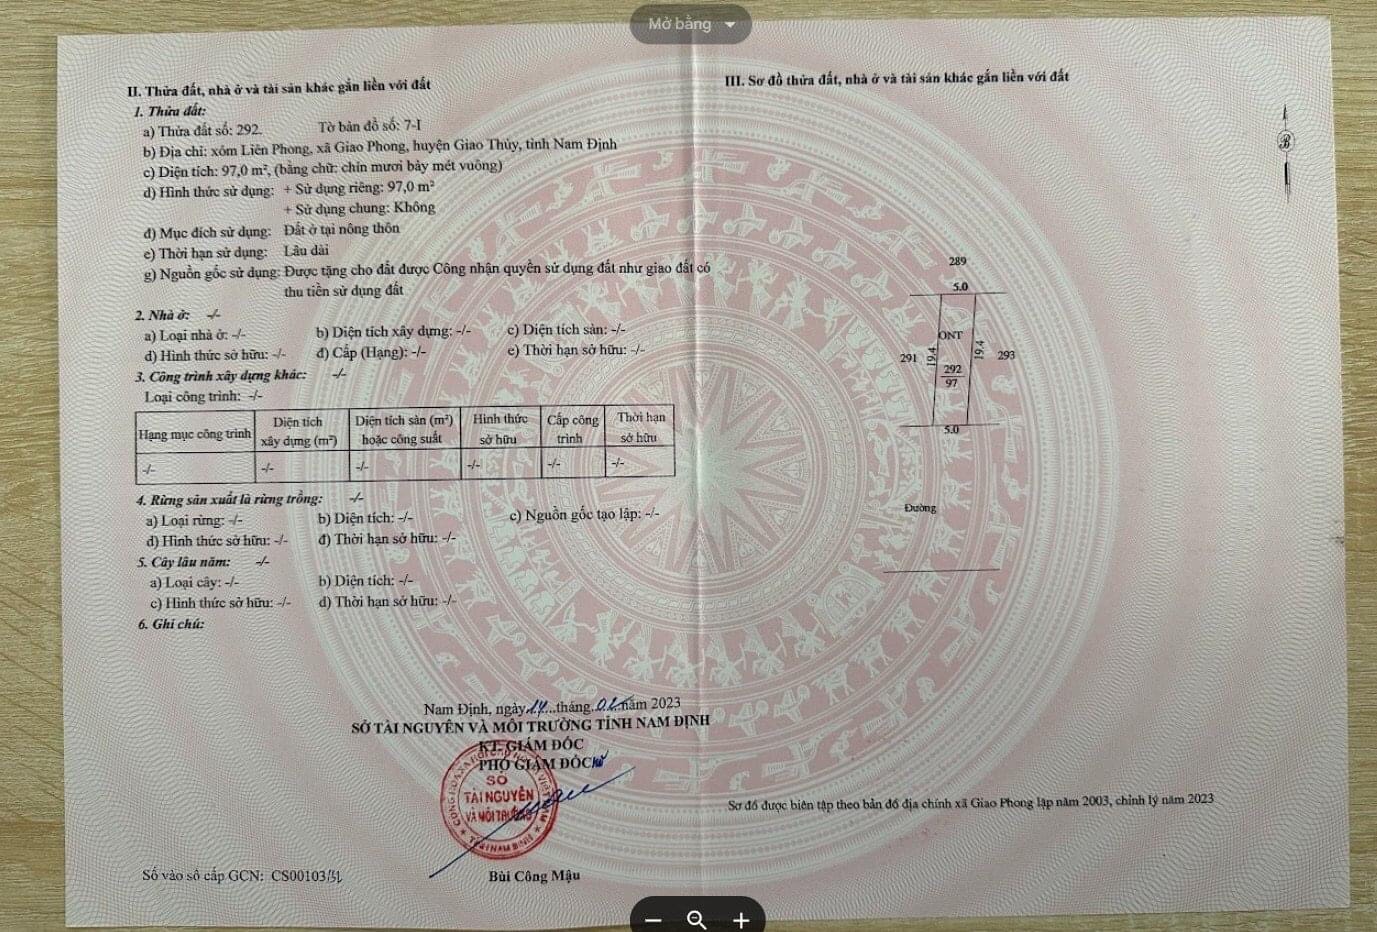 Mở bằng
II. Thửa đất, nhà ở và tài sản khác gắn liền với đất
1. Thửa đất:
a) Thửa đất số: 292. Tờ bản đồ số: 7-I
b) Địa chỉ: xóm Liên Phong, xã Giao Phong, huyện Giao Thủy, tỉnh Nam Định
c) Diện tích: 97,0 m², (bằng chữ: chín mươi bảy mét vuông)
d) Hình thức sử dụng: + Sử dụng riêng: 97,0 m²
+ Sử dụng chung: Không
đ) Mục đích sử dụng: Đất ở tại nông thôn
e) Thời hạn sử dụng: Lâu dài
g) Nguồn gốc sử dụng: Được tặng cho đất được Công nhận quyền sử dụng đất như giao đất có
thu tiền sử dụng đất
2. Nhà ở: -/-
a) Loại nhà ở: -/- b) Diện tích xây dựng: -/- c) Diện tích sàn: -/-
d) Hình thức sở hữu: -/- đ) Cấp (Hạng): -/- e) Thời hạn sở hữu: -/-
3. Công trình xây dựng khác: -/-
Loại công trình: -/-
Hạng mục công trình
Diện tích
xây dựng (m²)
Diện tích sàn (m²)
hoặc công suất
Hình thức
sở hữu
Cấp công
trình
Thời hạn
sở hữu
-/- -/- -/- -/- -/- -/-
4. Rừng sản xuất là rừng trồng: -/-
a) Loại rừng: -/- b) Diện tích: -/- c) Nguồn gốc tạo lập: -/-
d) Hình thức sở hữu: -/- đ) Thời hạn sở hữu: -/-
5. Cây lâu năm: -/-
a) Loại cây: -/- b) Diện tích: -/-
c) Hình thức sở hữu: -/- d) Thời hạn sở hữu: -/-
6. Ghi chú:
Nam Định, ngày 14 tháng 02 năm 2023
SỞ TÀI NGUYÊN VÀ MÔI TRƯỜNG TỈNH NAM ĐỊNH
KT. GIÁM ĐỐC
PHÓ GIÁM ĐỐC
SỞ
TÀI NGUYÊN
VÀ MÔI TRƯỜNG
Bùi Công Mậu
Số vào sổ cấp GCN: CS00103
III. Sơ đồ thửa đất, nhà ở và tài sản khác gắn liền với đất
B
289
5.0
ONT
291
19.4
19.4
293
292
97
5.0
Đường
Sơ đồ được biên tập theo bản đồ địa chính xã Giao Phong lập năm 2003, chỉnh lý năm 2023